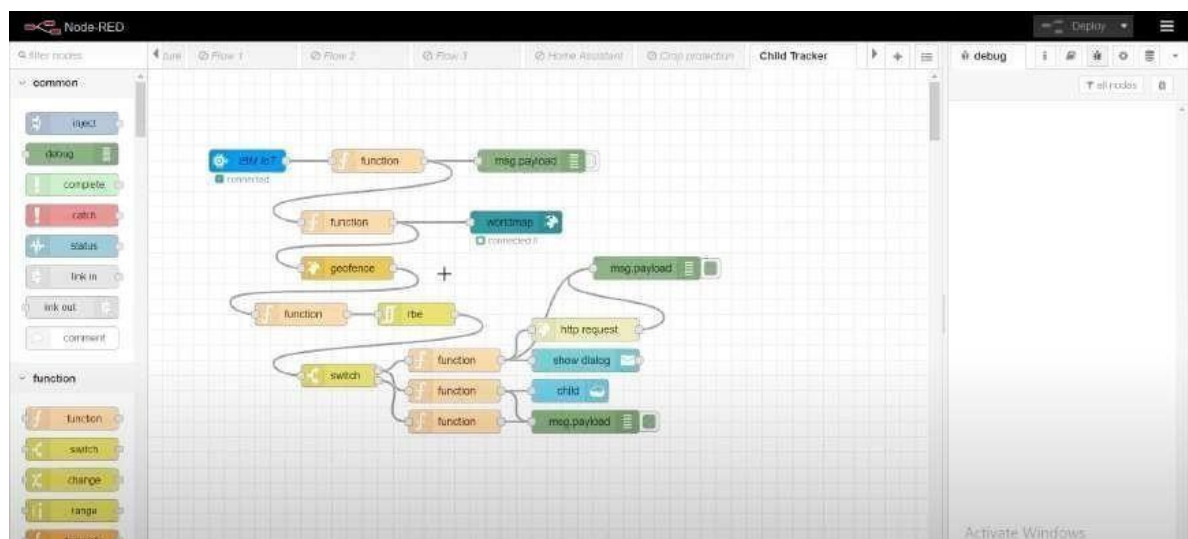 Node-RED
Deploy
filter nodes
Flow 1
Flow 2
Flow 3
Home Assistant
Crop protection
Child Tracker
debug
i
all nodes
common
inject
debug
complete
catch
status
link in
link out
comment
function
function
switch
change
range
IBM IoT
connected
function
msg.payload
function
worldmap
geofence
msg.payload
function
rbe
http request
switch
function
show dialog
function
child
function
msg.payload
Activate Windows